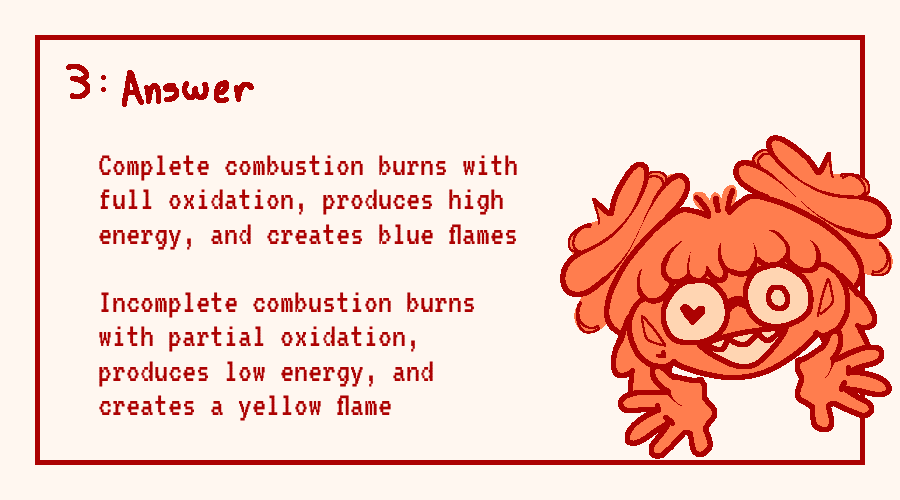 3: Answer
Complete combustion burns with
full oxidation, produces high
energy, and creates blue flames
Incomplete combustion burns
with partial oxidation,
produces low energy, and
creates a yellow flame